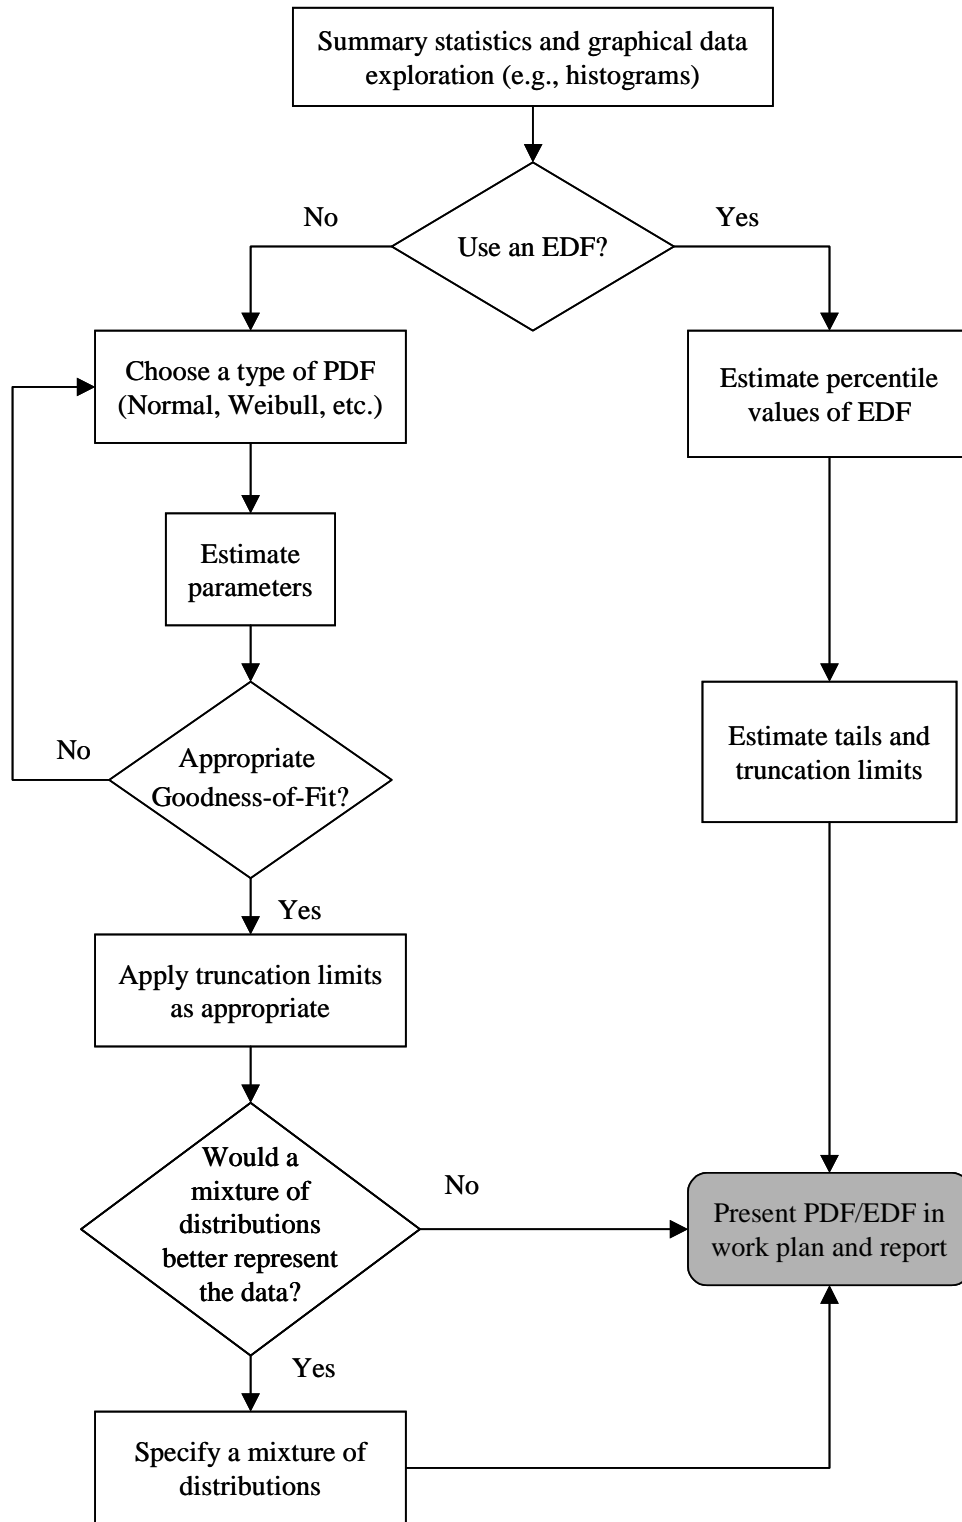 Summary statistics and graphical data
exploration (e.g., histograms)
No
Yes
Use an EDF?
Choose a type of PDF
(Normal, Weibull, etc.)
Estimate percentile
values of EDF
Estimate
parameters
No
Appropriate
Goodness-of-Fit?
Estimate tails and
truncation limits
Yes
Apply truncation limits
as appropriate
Would a
mixture of
distributions
better represent
the data?
No
Present PDF/EDF in
work plan and report
Yes
Specify a mixture of
distributions